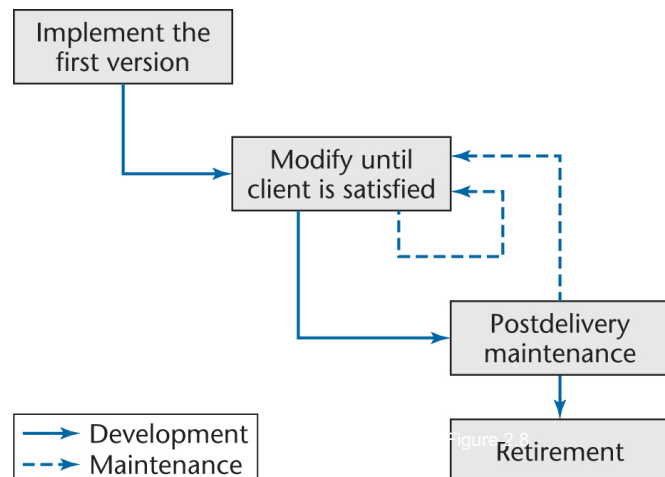 Implement the
first version
Modify until
client is satisfied
Postdelivery
maintenance
Development
Maintenance
Figure 2.8
Retirement